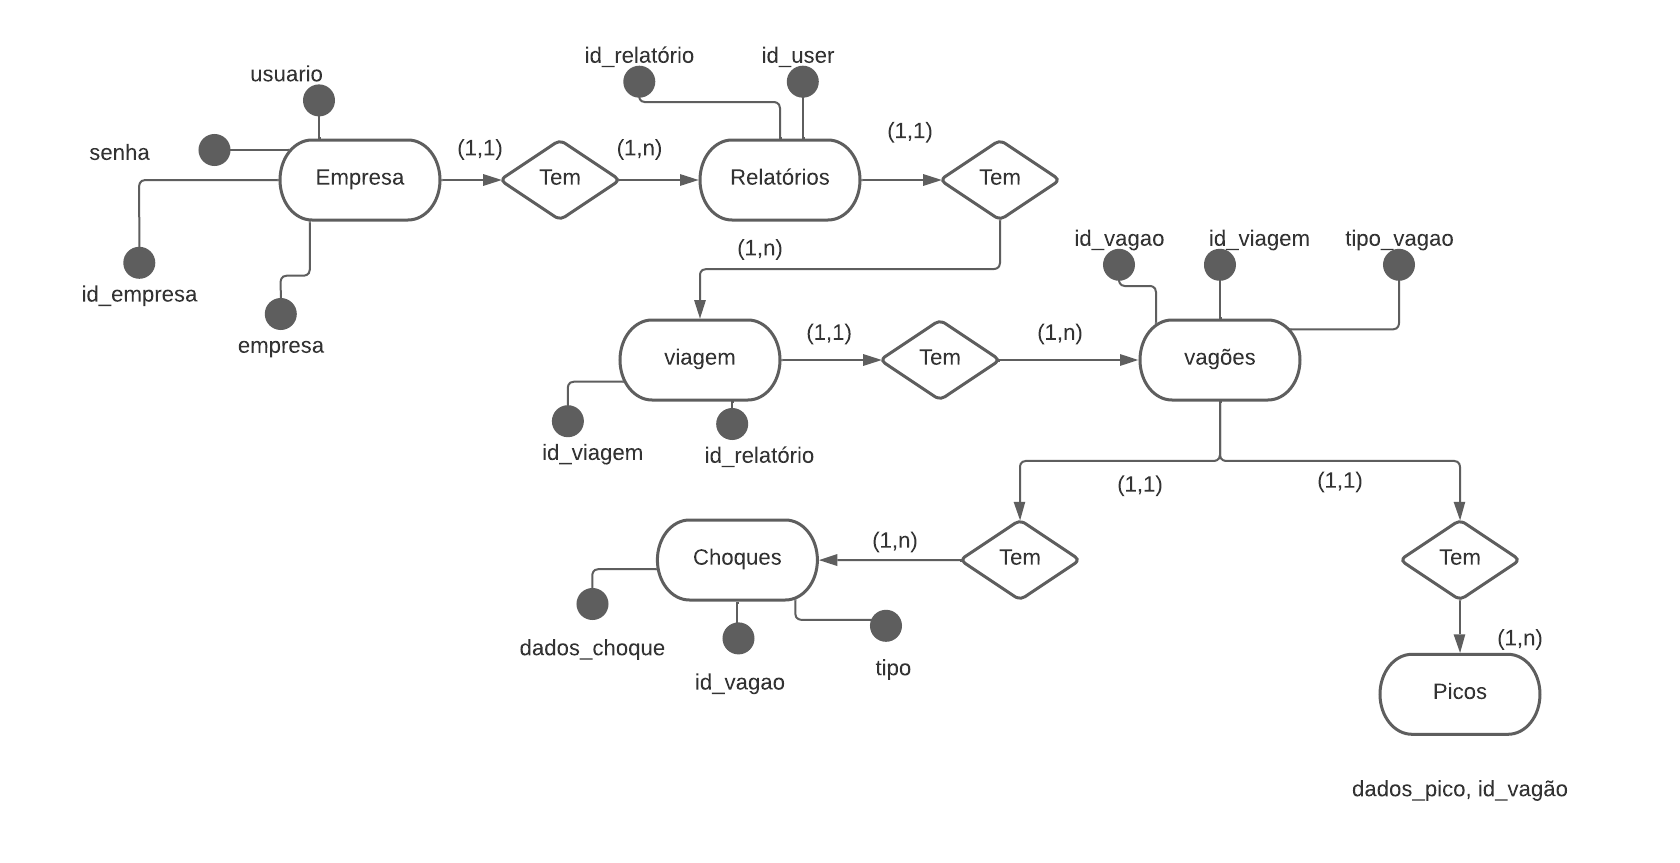 id_relatório
id_user
usuario
senha
Empresa
(1,1)
Tem
(1,n)
Relatórios
(1,1)
Tem
id_empresa
empresa
(1,n)
id_vagao
id_viagem
tipo_vagao
viagem
(1,1)
Tem
(1,n)
vagões
id_viagem
id_relatório
(1,1)
(1,1)
Choques
(1,n)
Tem
Tem
dados_choque
id_vagao
tipo
(1,n)
Picos
dados_pico, id_vagão